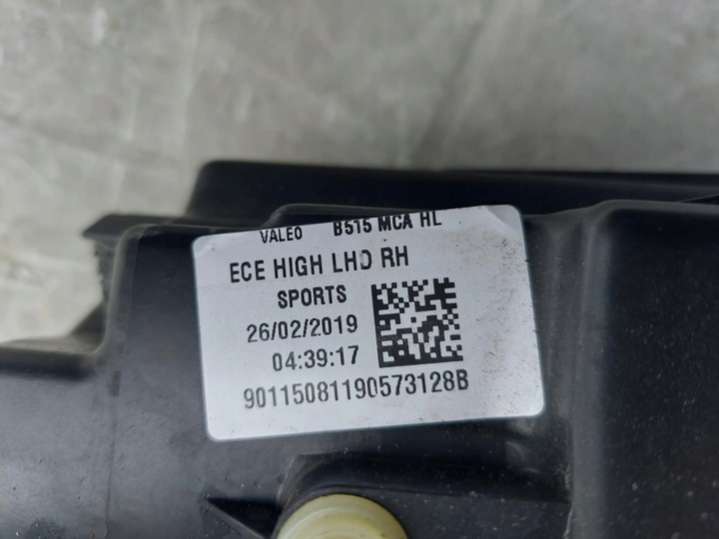 VALEO B515 MCA HL
ECE HIGH LHD RH
SPORTS
26/02/2019
04:39:17
90115081190573128B